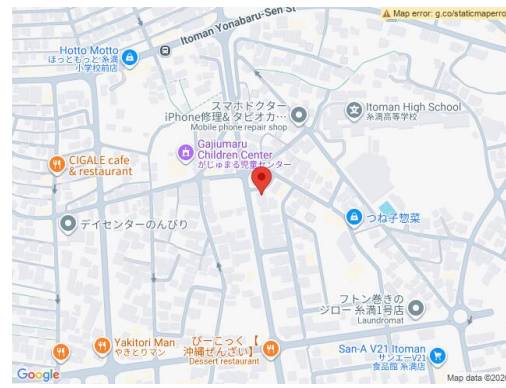 Map error: g.co/staticmaperro
Itoman Yonabaru-Sen St
Hotto Motto
ほっともっと 糸満
小学校前店
スマホドクター
iPhone修理& タピオカ…
Mobile phone repair shop
Itoman High School
糸満高等学校
Gajiumaru
Children Center
がじゅまる児童センター
CIGALE cafe
& restaurant
デイセンターのんびり
つね子惣菜
フトン巻きの
ジロー 糸満1号店
Laundromat
Yakitori Man
やきとりマン
ぴーこっく 【
沖縄ぜんざい】
Dessert restaurant
San-A V21 Itoman
サンエーV21
食品館 糸満店
Google
Map data ©2026